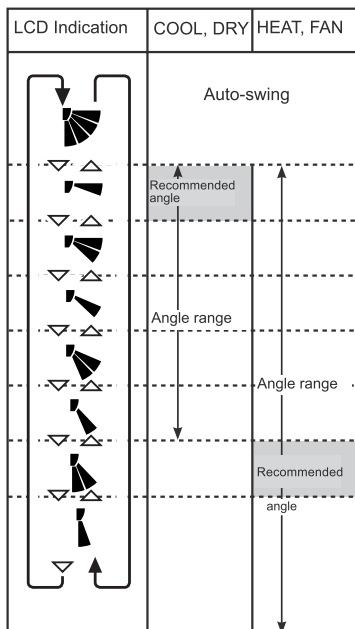 LCD Indication COOL, DRY HEAT, FAN
Auto-swing
Recommended
angle
Angle range
Angle range
Recommended
angle